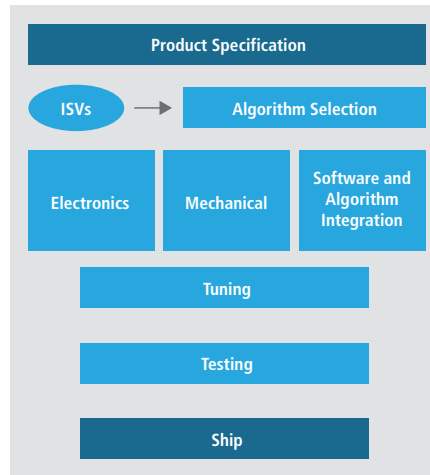 Product Specification
ISVs
Algorithm Selection
Electronics
Mechanical
Software and
Algorithm
Integration
Tuning
Testing
Ship